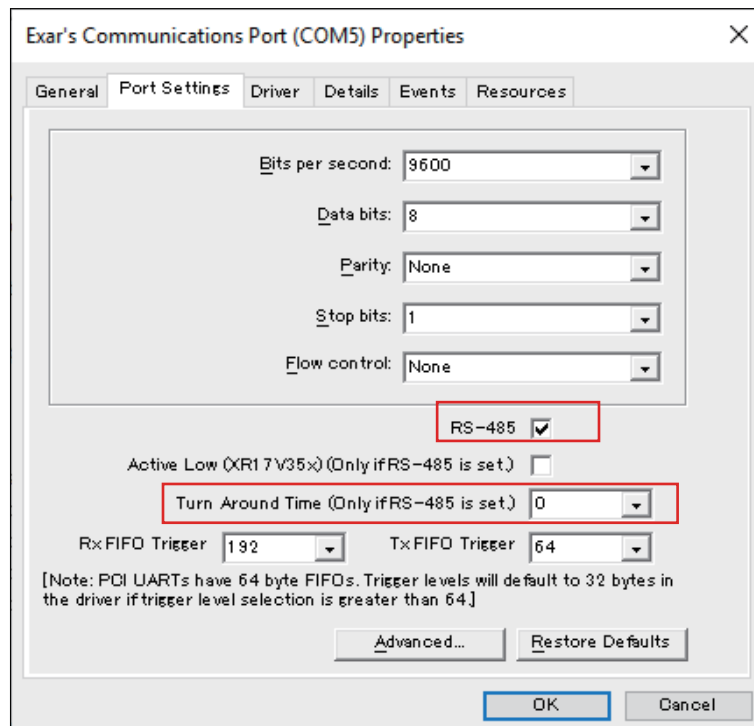 Exar's Communications Port (COM5) Properties
General Port Settings Driver Details Events Resources
Bits per second: 9600
Data bits: 8
Parity: None
Stop bits: 1
Flow control: None
RS-485
Active Low (XR17V35x) (Only if RS-485 is set.)
Turn Around Time (Only if RS-485 is set.) 0
Rx FIFO Trigger 192 Tx FIFO Trigger 64
[Note: PCI UARTs have 64 byte FIFOs. Trigger levels will default to 32 bytes in
the driver if trigger level selection is greater than 64.]
Advanced... Restore Defaults
OK Cancel